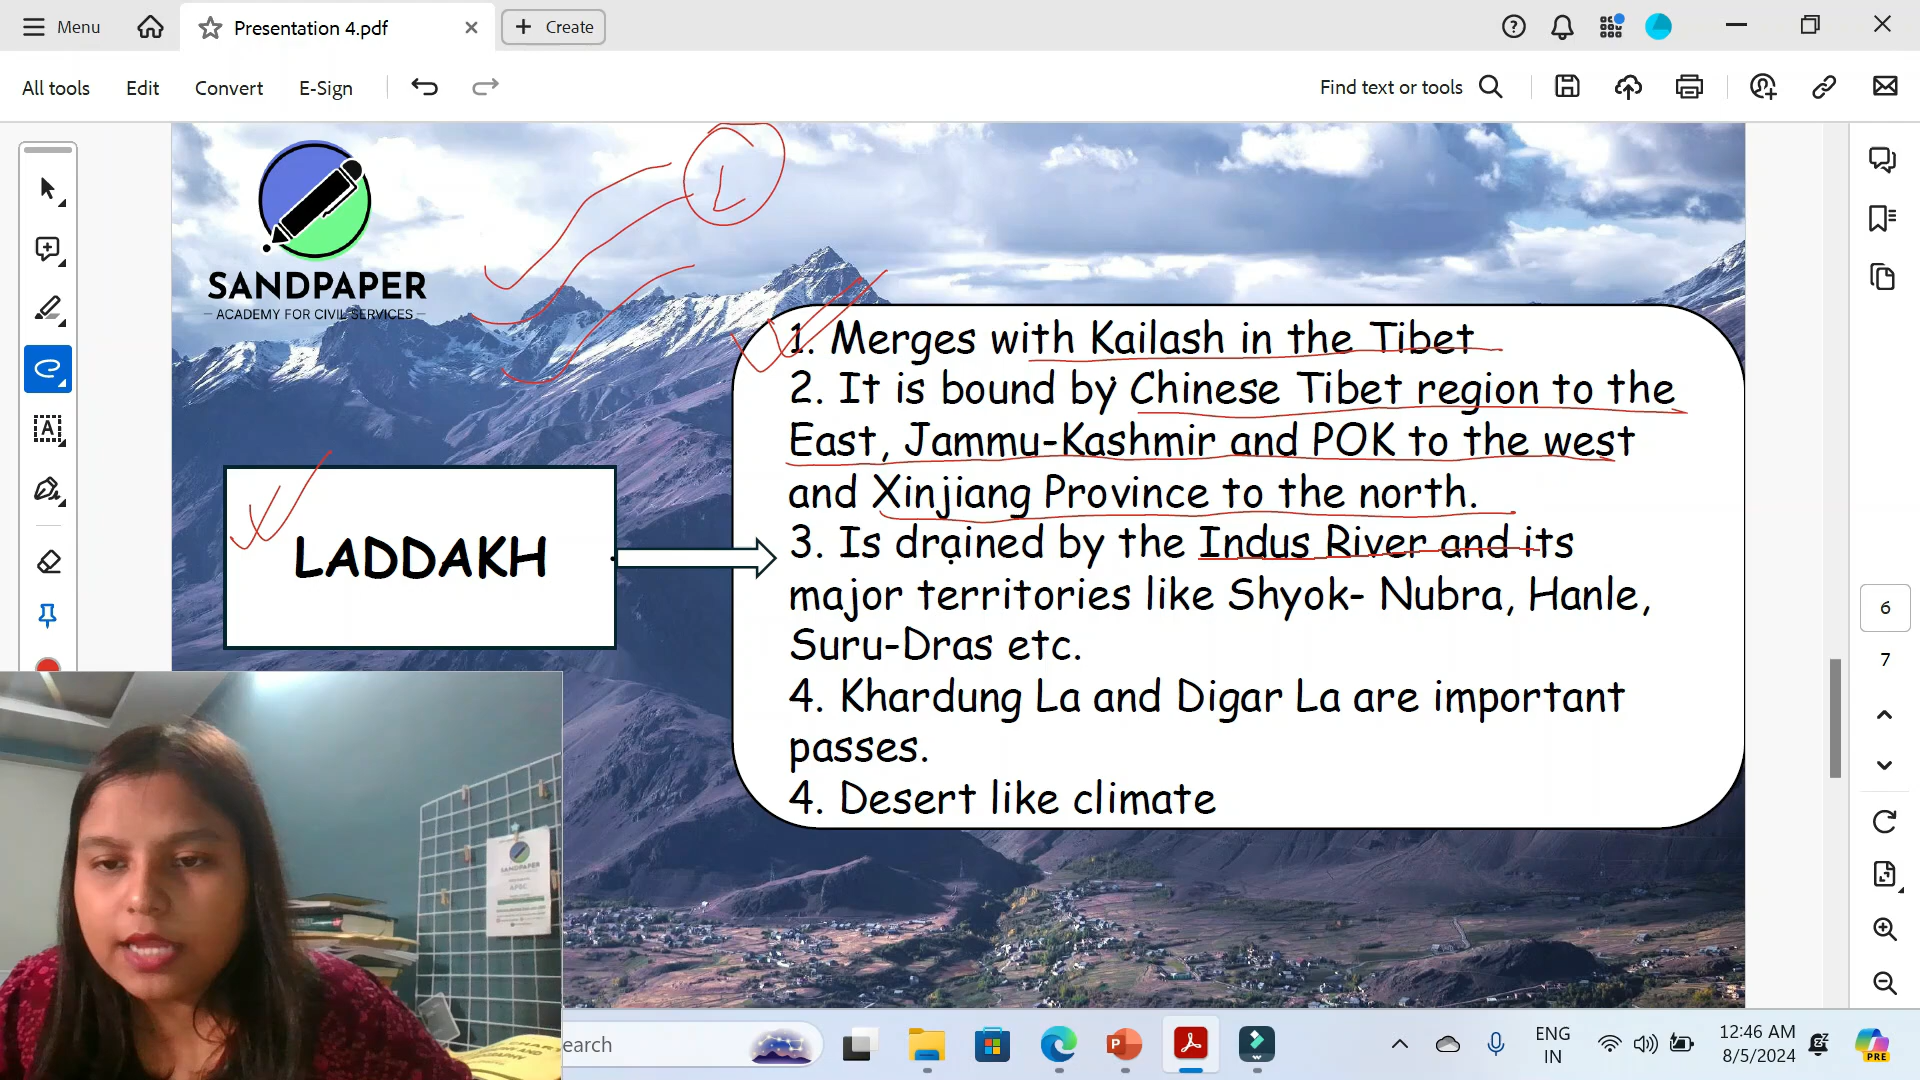 Menu
Presentation 4.pdf
Create
All tools
Edit
Convert
E-Sign
Find text or tools
SANDPAPER
ACADEMY FOR CIVIL SERVICES
L
1. Merges with Kailash in the Tibet
2. It is bound by Chinese Tibet region to the
East, Jammu-Kashmir and POK to the west
and Xinjiang Province to the north.
3. Is drained by the Indus River and its
major territories like Shyok- Nubra, Hanle,
Suru-Dras etc.
4. Khardung La and Digar La are important
passes.
4. Desert like climate
LADDAKH
6
7
SANDPAPER
APSC
earch
ENG
IN
12:46 AM
8/5/2024
PRE